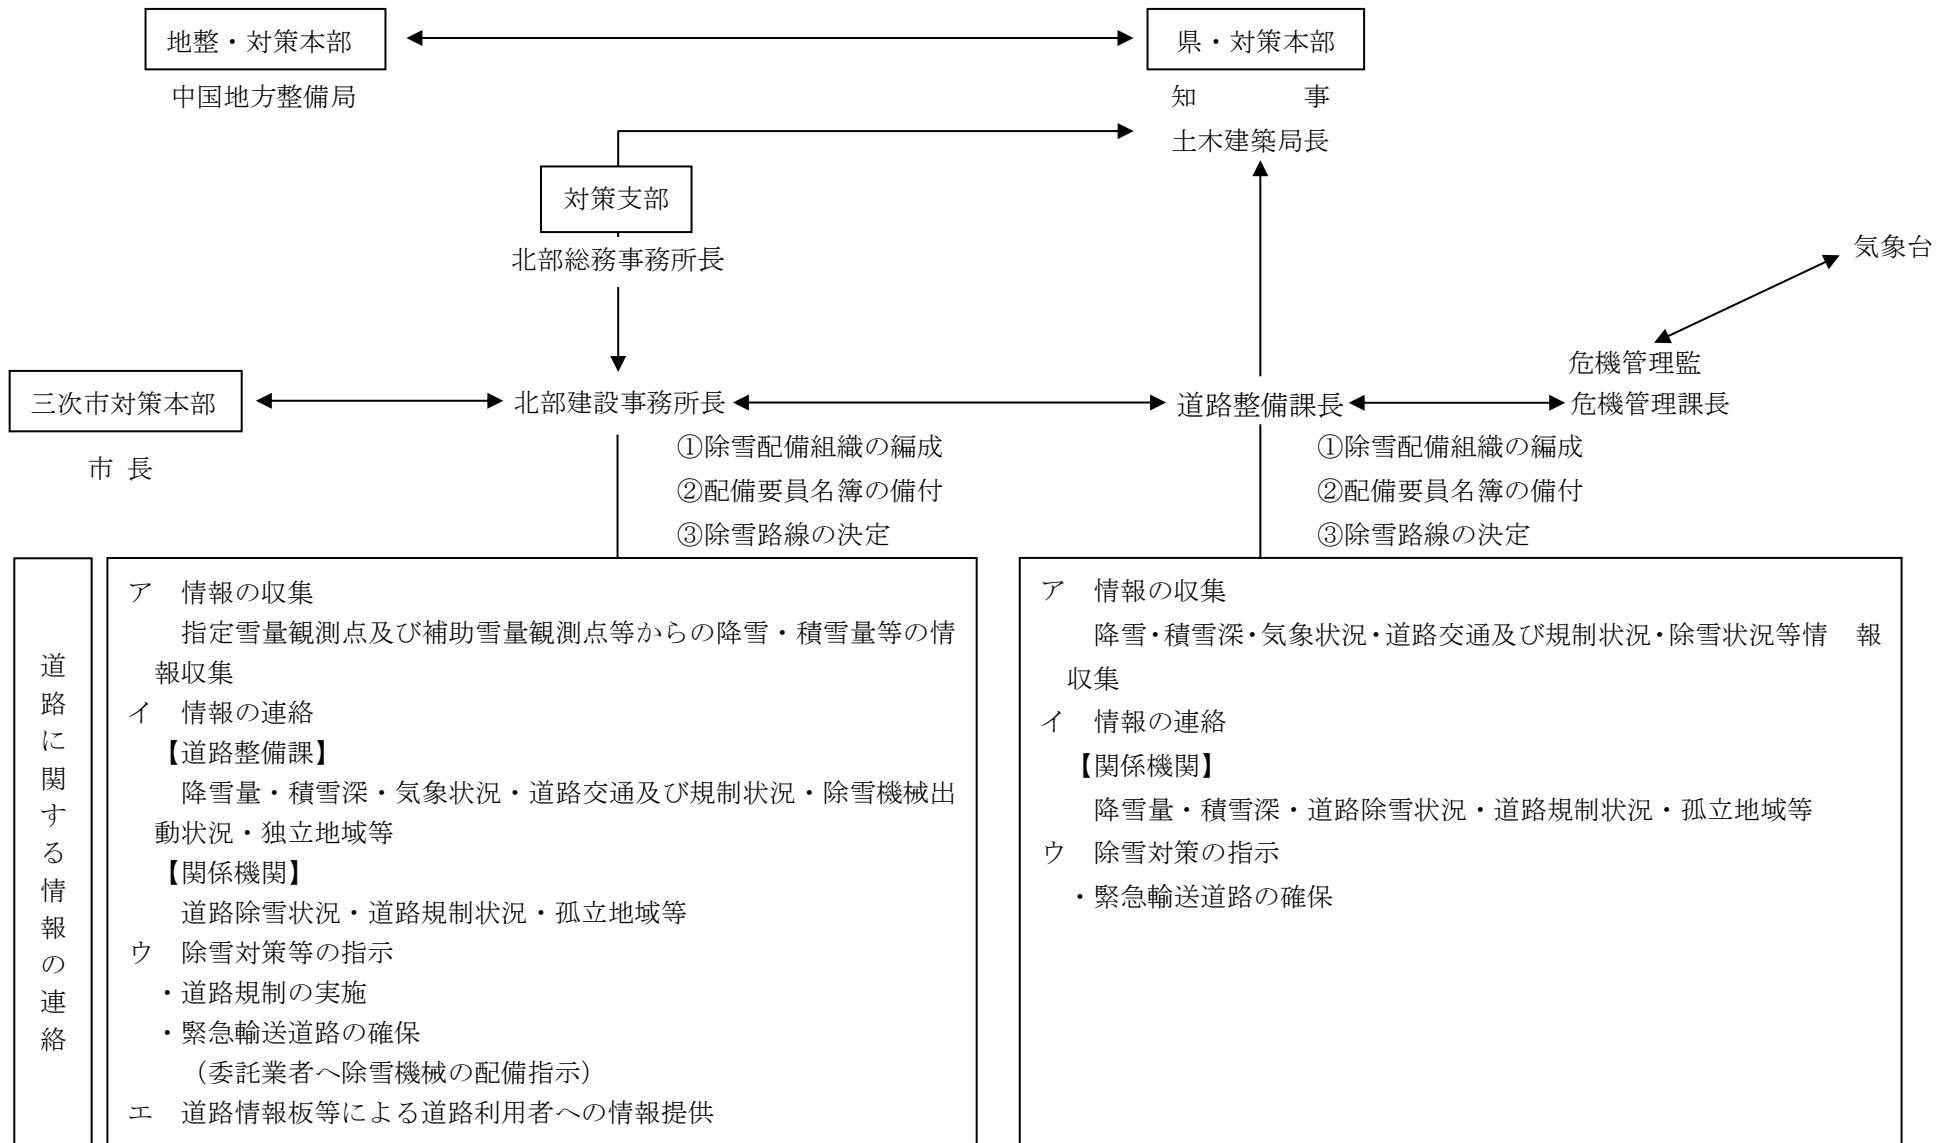 地整・対策本部
県・対策本部
中国地方整備局
知　　　　事
土木建築局長
対策支部
北部総務事務所長
気象台
危機管理監
三次市対策本部
北部建設事務所長
道路整備課長
危機管理課長
市 長
①除雪配備組織の編成
②配備要員名簿の備付
③除雪路線の決定
①除雪配備組織の編成
②配備要員名簿の備付
③除雪路線の決定
道路に関する情報の連絡
ア　情報の収集
指定雪量観測点及び補助雪量観測点等からの降雪・積雪量等の情
報収集
イ　情報の連絡
【道路整備課】
降雪量・積雪深・気象状況・道路交通及び規制状況・除雪機械出
動状況・独立地域等
【関係機関】
道路除雪状況・道路規制状況・孤立地域等
ウ　除雪対策等の指示
・道路規制の実施
・緊急輸送道路の確保
（委託業者へ除雪機械の配備指示）
エ　道路情報板等による道路利用者への情報提供
ア　情報の収集
降雪・積雪深・気象状況・道路交通及び規制状況・除雪状況等情　報
収集
イ　情報の連絡
【関係機関】
降雪量・積雪深・道路除雪状況・道路規制状況・孤立地域等
ウ　除雪対策の指示
・緊急輸送道路の確保